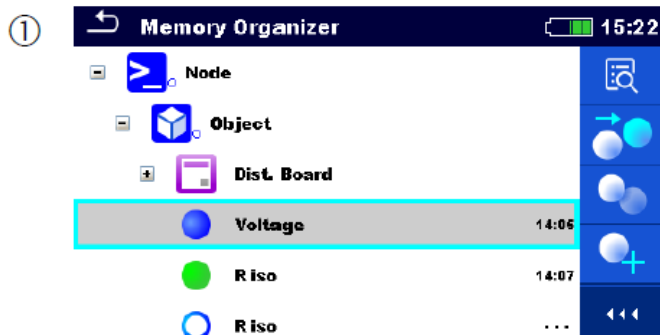 ①
Memory Organizer 15:22
Node
Object
Dist. Board
Voltage 14:06
R iso 14:07
R iso ...